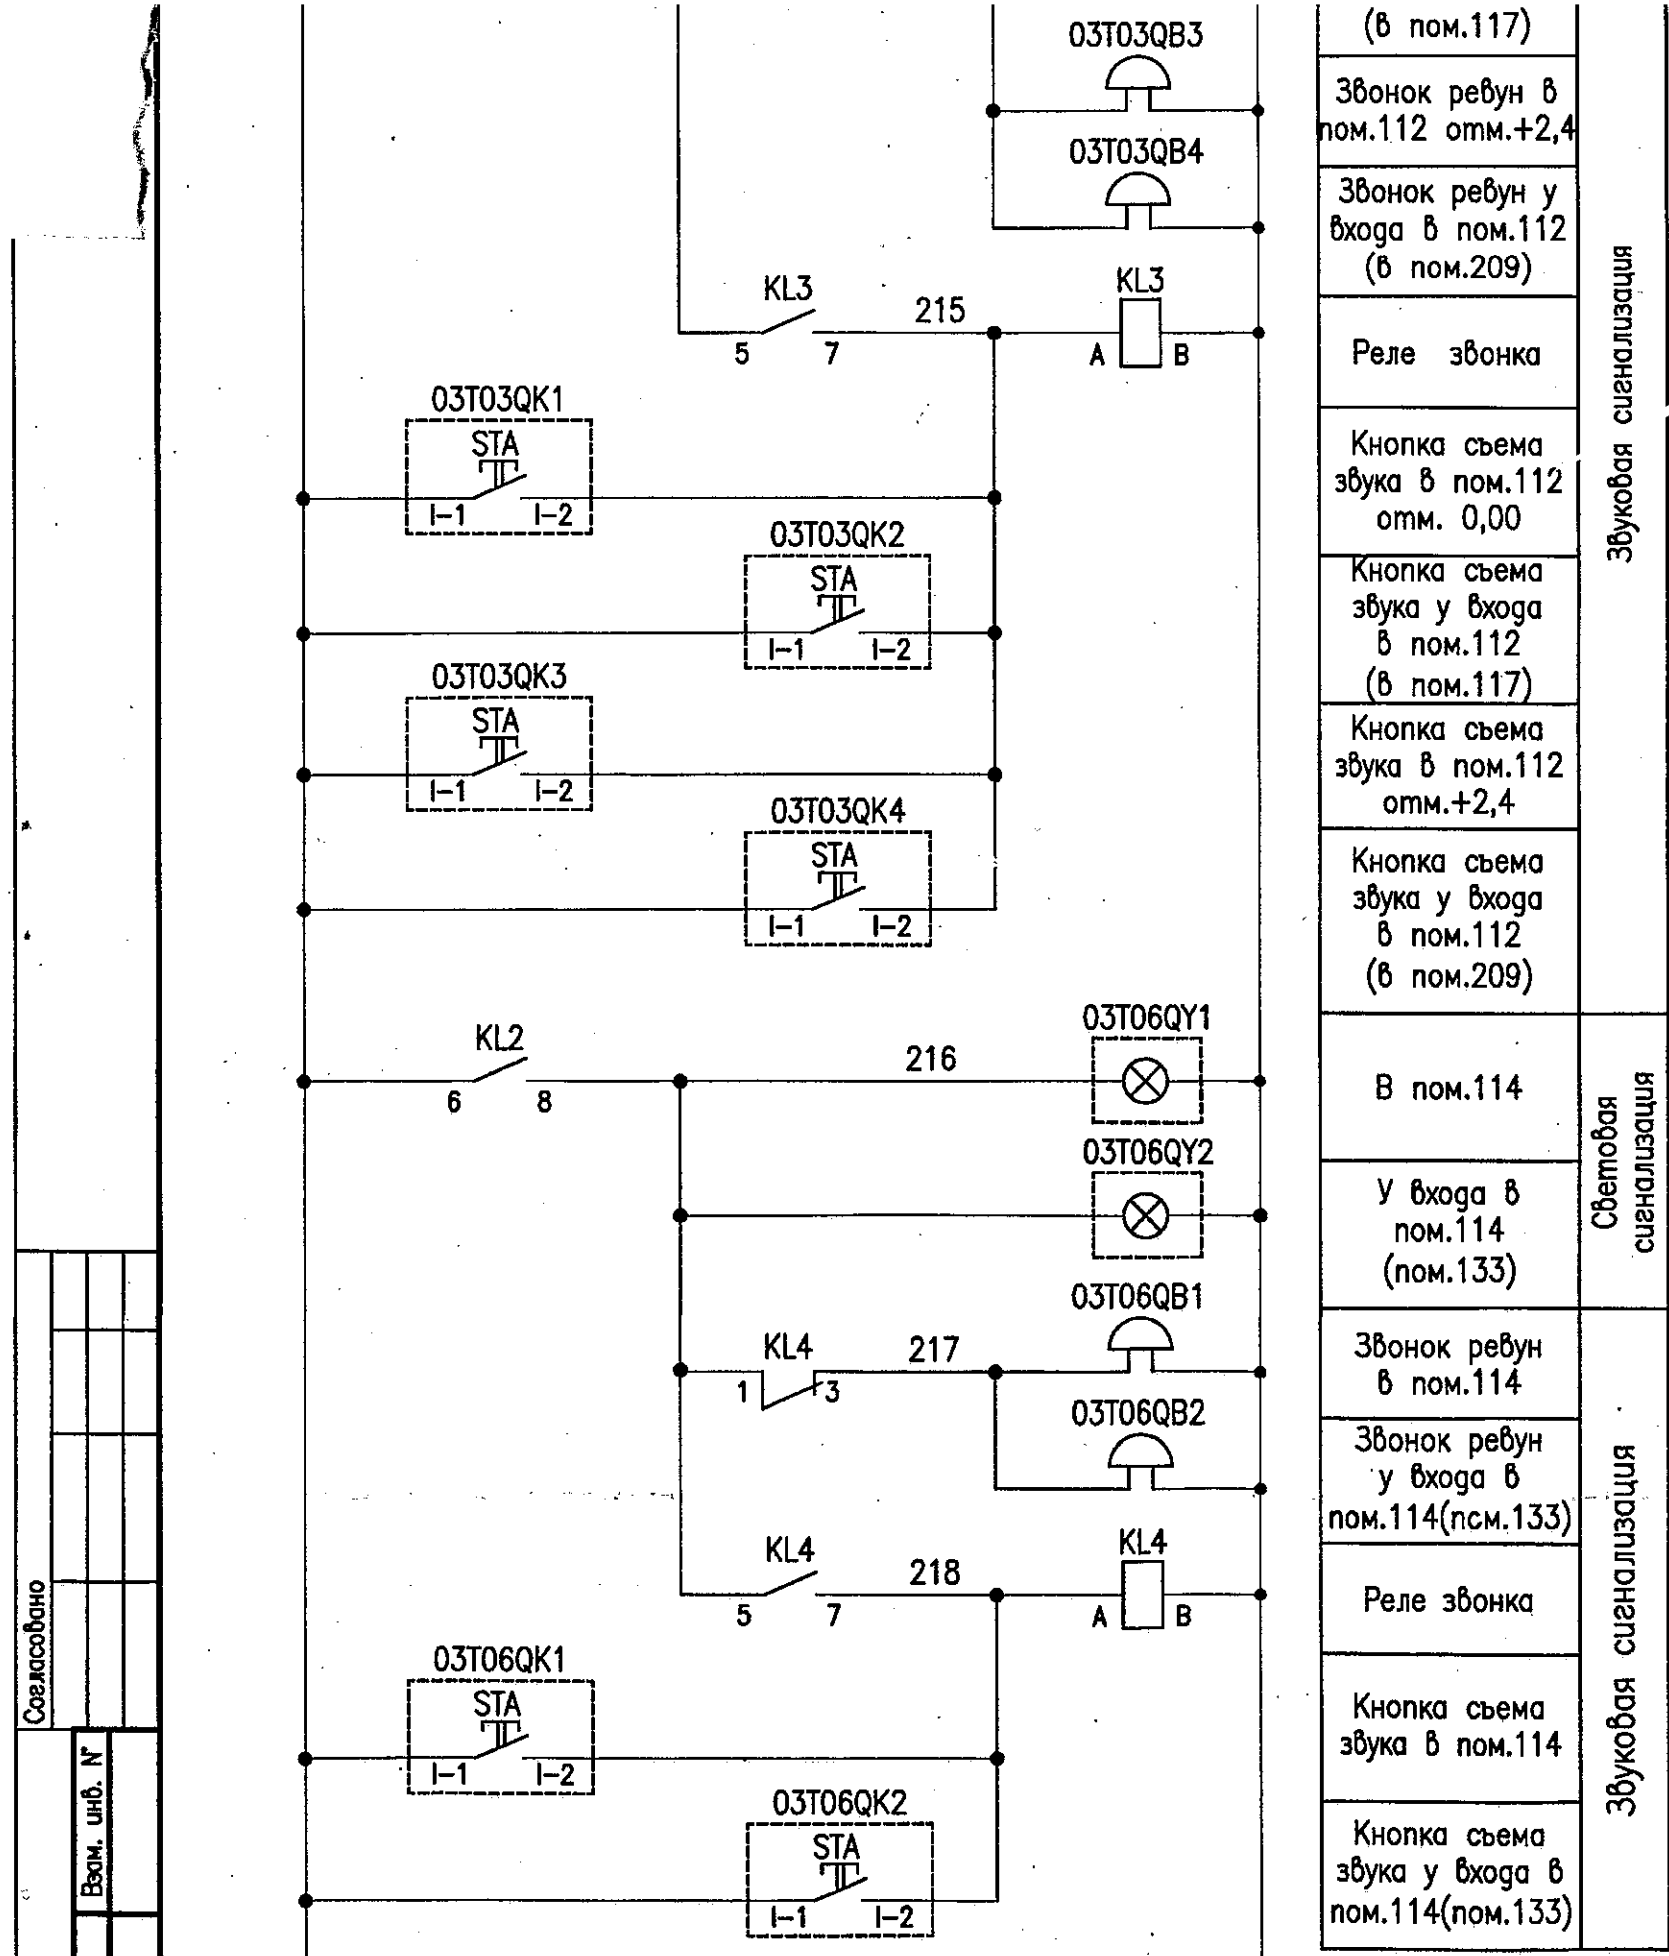 03T03QB3
03T03QB4
KL3
215
KL3
5
7
A
B
03T03QK1
STA
I-1
I-2
03T03QK2
STA
I-1
I-2
03T03QK3
STA
I-1
I-2
03T03QK4
STA
I-1
I-2
KL2
216
6
8
03T06QY1
03T06QY2
03T06QB1
KL4
217
1
3
03T06QB2
KL4
218
KL4
5
7
A
B
03T06QK1
STA
I-1
I-2
03T06QK2
STA
I-1
I-2
(в пом.117)
Звонок ревун в
пом.112 отм.+2,4
Звонок ревун у
входа в пом.112
(в пом.209)
Реле звонка
Кнопка съема
звука в пом.112
отм. 0,00
Кнопка съема
звука у входа
в пом.112
(в пом.117)
Кнопка съема
звука в пом.112
отм.+2,4
Кнопка съема
звука у входа
в пом.112
(в пом.209)
Звуковая сигнализация
В пом.114
У входа в
пом.114
(пом.133)
Световая
сигнализация
Звонок ревун
в пом.114
Звонок ревун
у входа в
пом.114(псм.133)
Реле звонка
Кнопка съема
звука в пом.114
Кнопка съема
звука у входа в
пом.114(пом.133)
Звуковая сигнализация
Согласовано
Взам. инв. N°